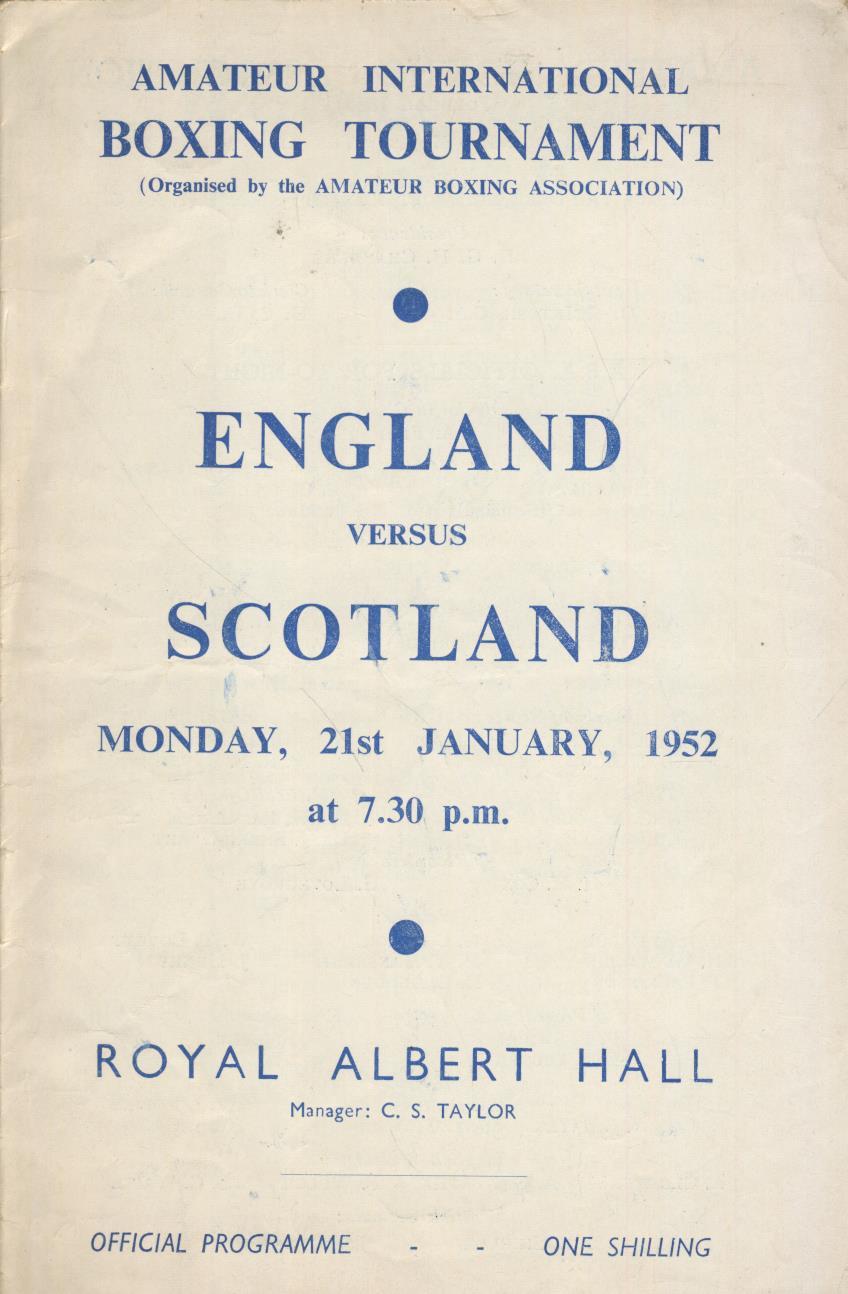 AMATEUR INTERNATIONAL
BOXING TOURNAMENT
(Organised by the AMATEUR BOXING ASSOCIATION)
ENGLAND
VERSUS
SCOTLAND
MONDAY, 21st JANUARY, 1952
at 7.30 p.m.
ROYAL ALBERT HALL
Manager: C. S. TAYLOR
OFFICIAL PROGRAMME - - ONE SHILLING